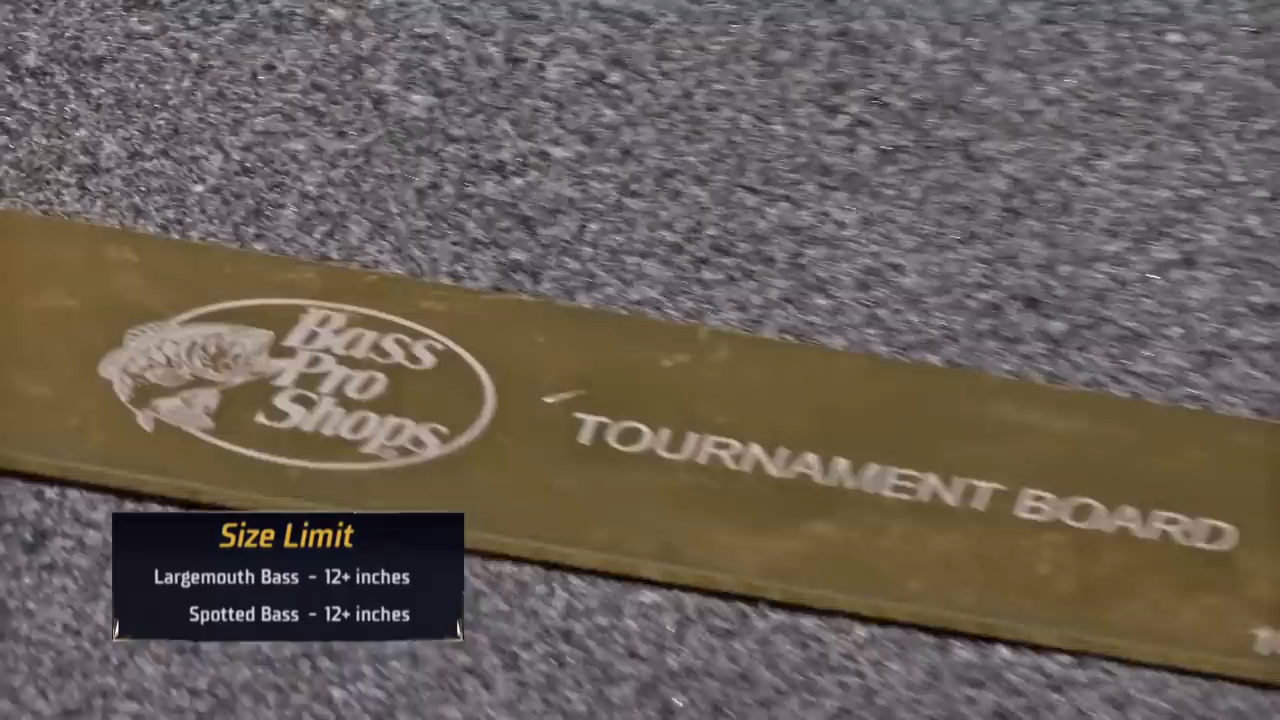 Bass
Pro
Shops
TOURNAMENT BOARD
Size Limit
Largemouth Bass - 12+ inches
Spotted Bass - 12+ inches